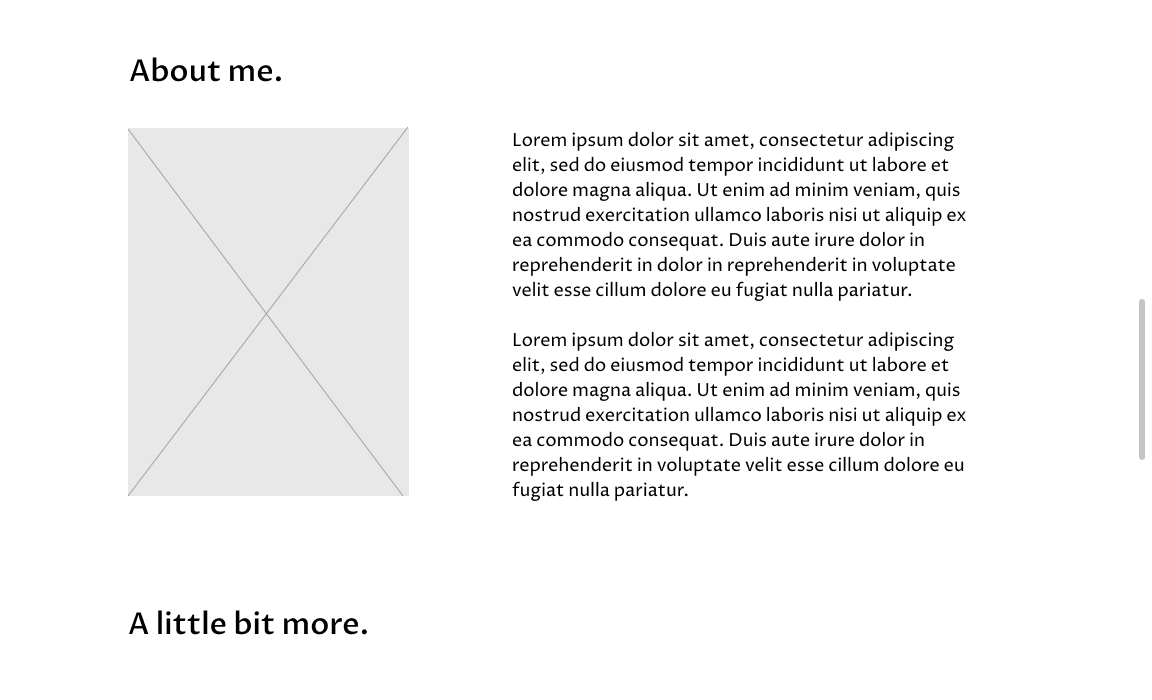 About me.
Lorem ipsum dolor sit amet, consectetur adipiscing
elit, sed do eiusmod tempor incididunt ut labore et
dolore magna aliqua. Ut enim ad minim veniam, quis
nostrud exercitation ullamco laboris nisi ut aliquip ex
ea commodo consequat. Duis aute irure dolor in
reprehenderit in dolor in reprehenderit in voluptate
velit esse cillum dolore eu fugiat nulla pariatur.
Lorem ipsum dolor sit amet, consectetur adipiscing
elit, sed do eiusmod tempor incididunt ut labore et
dolore magna aliqua. Ut enim ad minim veniam, quis
nostrud exercitation ullamco laboris nisi ut aliquip ex
ea commodo consequat. Duis aute irure dolor in
reprehenderit in voluptate velit esse cillum dolore eu
fugiat nulla pariatur.
A little bit more.